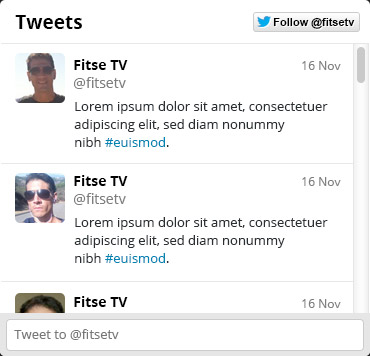 Tweets
Follow @fitsetv
Fitse TV
16 Nov
@fitsetv
Lorem ipsum dolor sit amet, consectetuer
adipiscing elit, sed diam nonummy
nibh #euismod.
Fitse TV
16 Nov
@fitsetv
Lorem ipsum dolor sit amet, consectetuer
adipiscing elit, sed diam nonummy
nibh #euismod.
Fitse TV
16 Nov
Tweet to @fitsetv